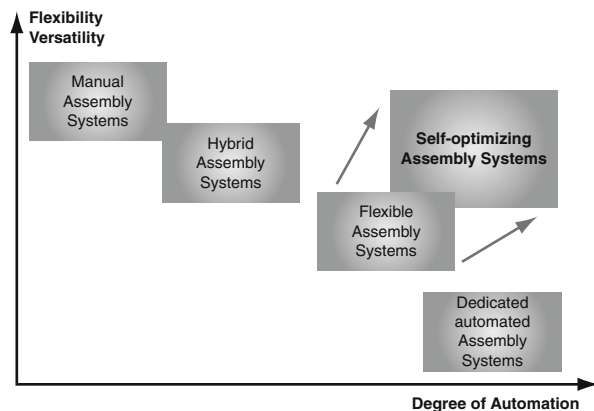 Flexibility
Versatility
Manual
Assembly
Systems
Hybrid
Assembly
Systems
Self-optimizing
Assembly Systems
Flexible
Assembly
Systems
Dedicated
automated
Assembly
Systems
Degree of Automation